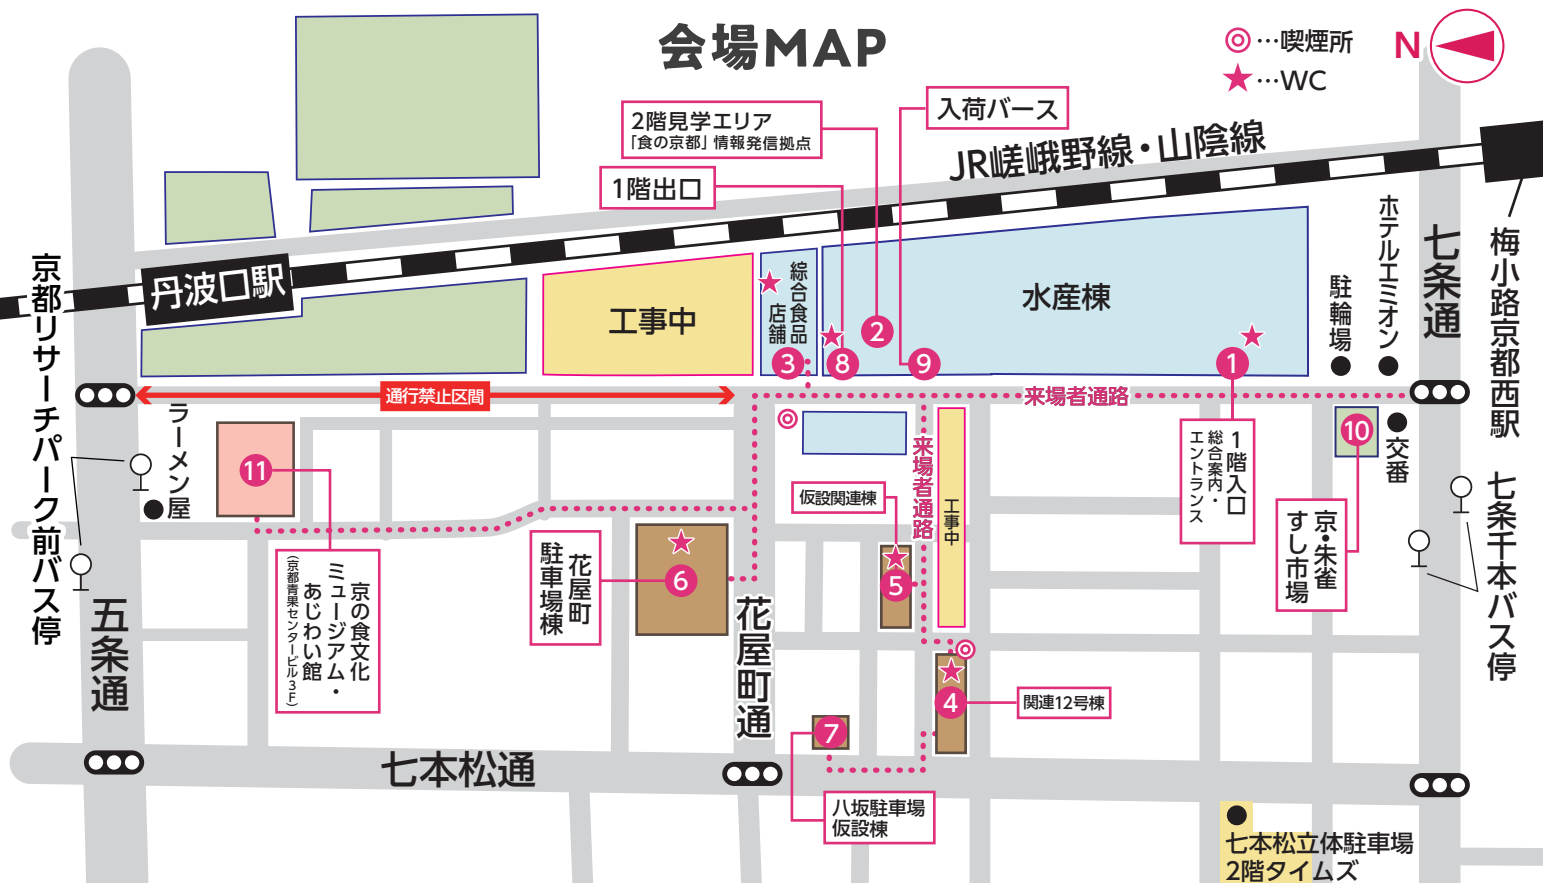 会場MAP
◎…喫煙所
★…WC
N
2階見学エリア
「食の京都」情報発信拠点
1階出口
入荷バース
JR嵯峨野線・山陰線
丹波口駅
京都リサーチパーク前バス停
工事中
綜合食品
店舗
水産棟
駐輪場
ホテルエミオン
七条通
梅小路京都西駅
3
8
2
9
1
通行禁止区間
来場者通路
ラーメン屋
11
来場者通路
仮設関連棟
工事中
1階入口
総合案内・
エントランス
10
交番
京・朱雀
すし市場
七条千本バス停
五条通
京の食文化
ミュージアム・
あじわい館
(京都青果センタービル3F)
花屋町
駐車場棟
6
5
花屋町通
4
関連12号棟
7
七本松通
八坂駐車場
仮設棟
七本松立体駐車場
2階タイムズ